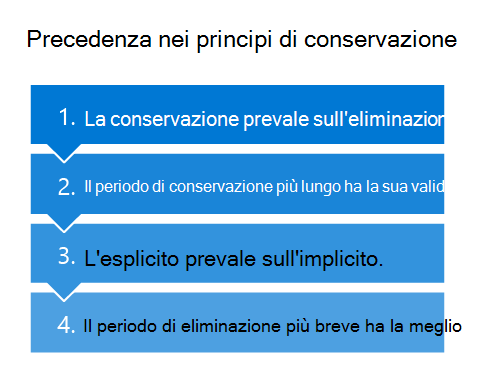 Precedenza nei principi di conservazione
1. La conservazione prevale sull'eliminazion
2. Il periodo di conservazione più lungo ha la sua valid
3. L'esplicito prevale sull'implicito.
4. Il periodo di eliminazione più breve ha la meglio